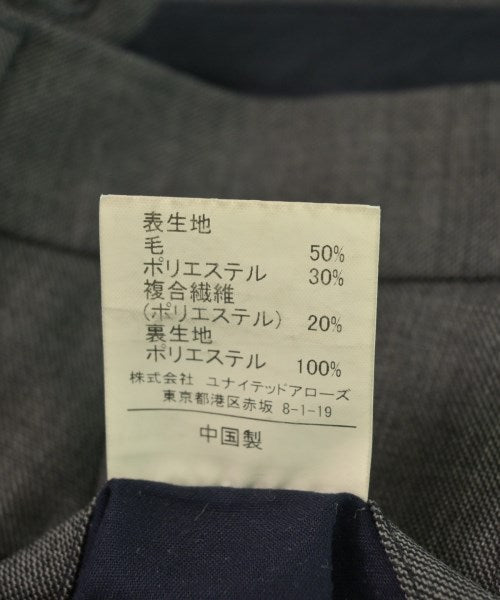 表生地
毛 50%
ポリエステル 30%
複合繊維
(ポリエステル) 20%
裏生地
ポリエステル 100%
株式会社 ユナイテッドアローズ
東京都港区赤坂 8-1-19
中国製